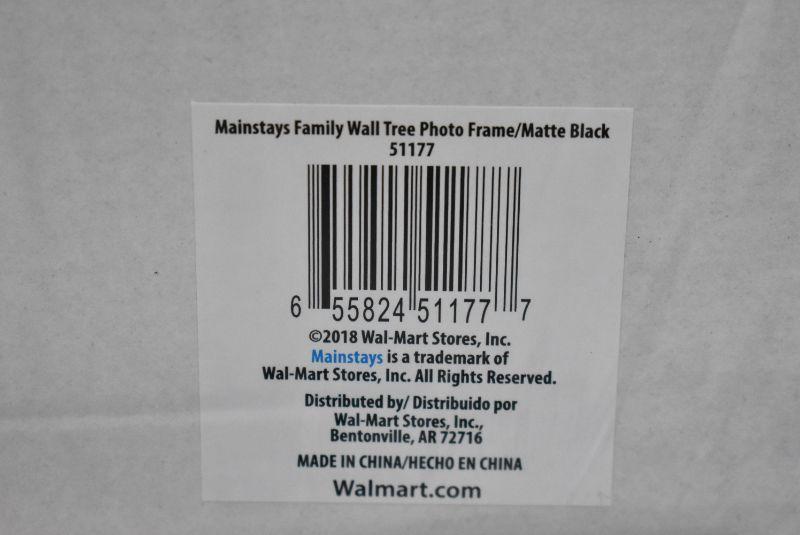 Mainstays Family Wall Tree Photo Frame/Matte Black
51177
6 55824 51177 7
©2018 Wal-Mart Stores, Inc.
Mainstays is a trademark of
Wal-Mart Stores, Inc. All Rights Reserved.
Distributed by/ Distribuido por
Wal-Mart Stores, Inc.,
Bentonville, AR 72716
MADE IN CHINA/HECHO EN CHINA
Walmart.com